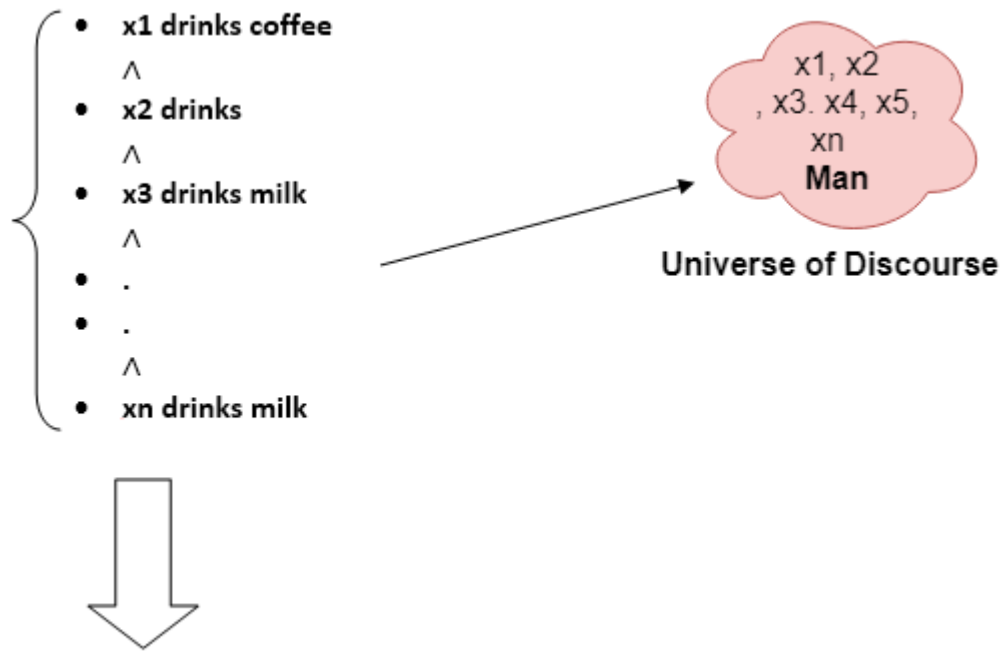 • x1 drinks coffee
∧
• x2 drinks
∧
• x3 drinks milk
∧
• .
• .
∧
• xn drinks milk
x1, x2
, x3. x4, x5,
xn
Man
Universe of Discourse